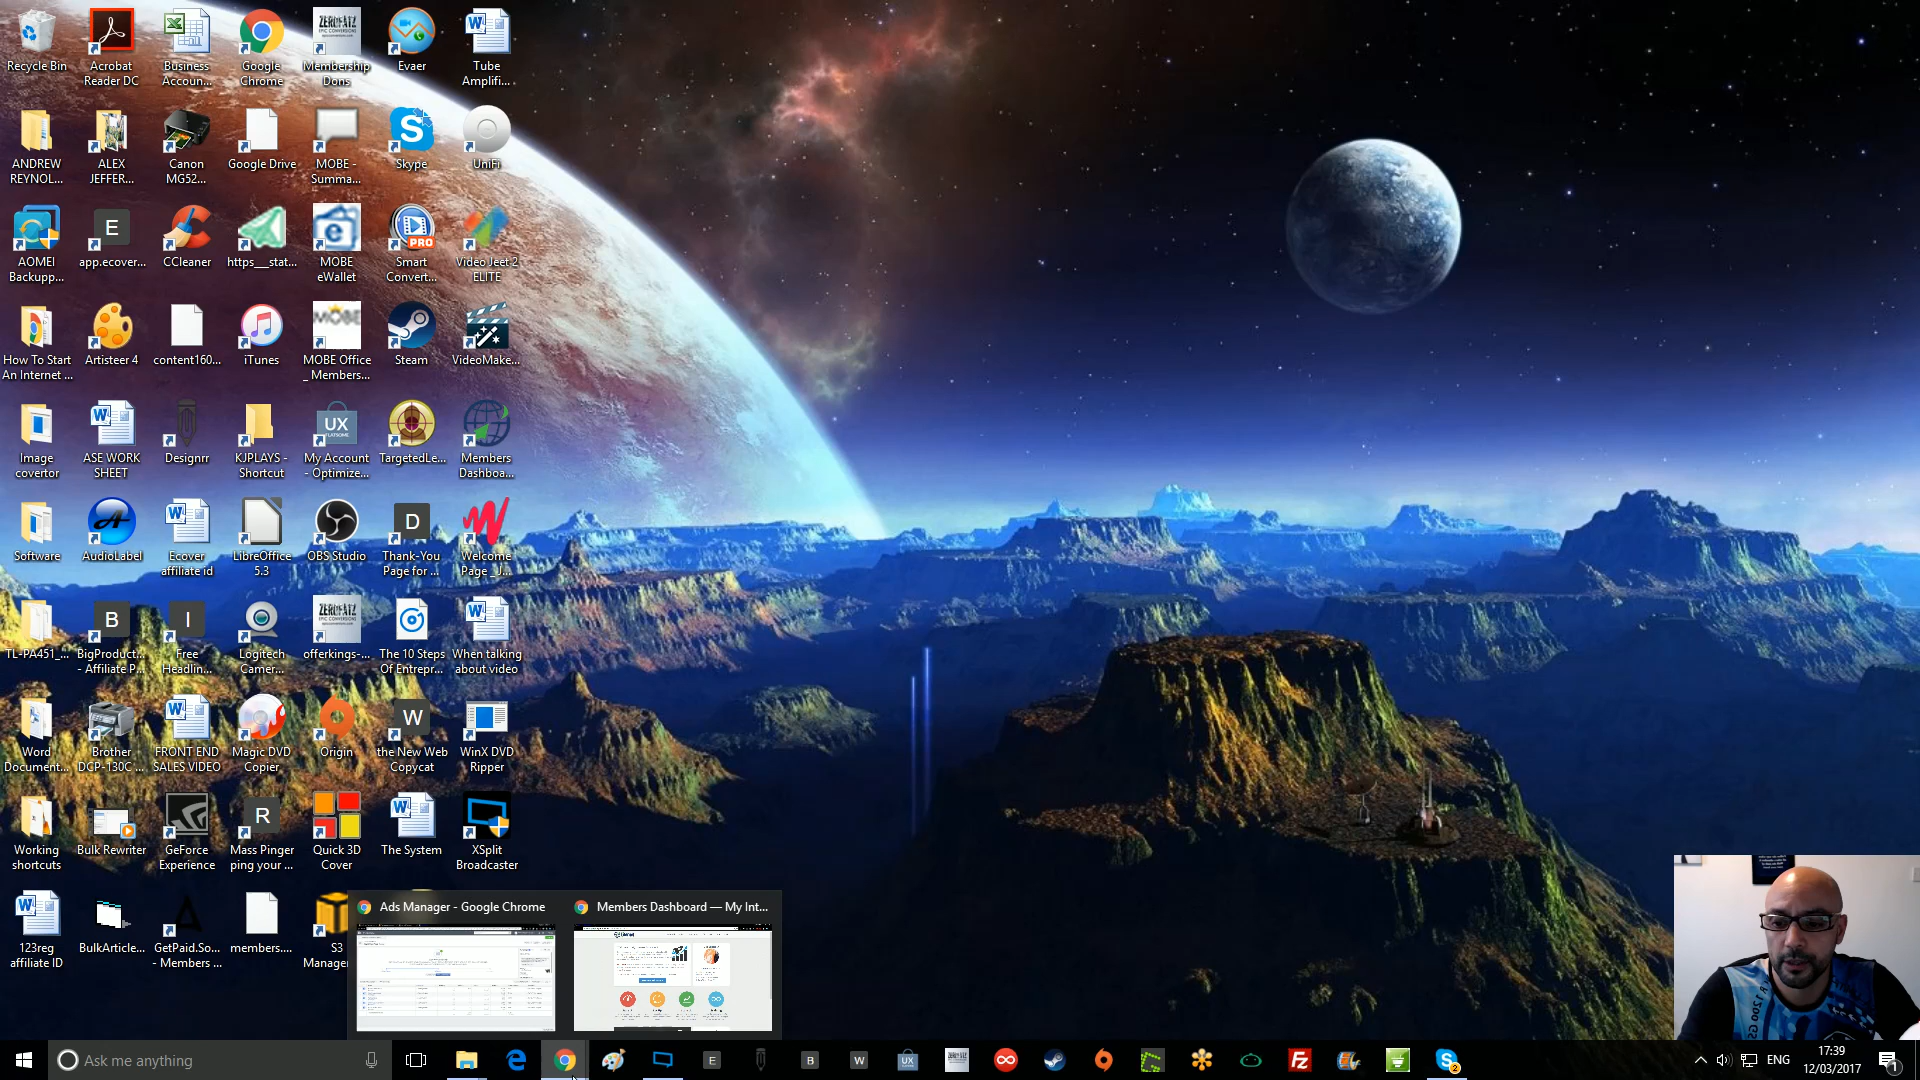 Recycle Bin
Acrobat
Reader DC
Business
Accoun...
Google
Chrome
Membership
Dons
Evaer
Tube
Amplifi...
ANDREW
REYNOL...
ALEX
JEFFER...
Canon
MG52...
Google Drive
MOBE -
Summa...
Skype
UniFi
AOMEI
Backupp...
app.ecover...
CCleaner
https__stat...
MOBE
eWallet
Smart
Convert...
Video Jeet 2
ELITE
How To Start
An Internet ...
Artisteer 4
content160...
iTunes
MOBE Office
_ Members...
Steam
VideoMake...
Image
covertor
ASE WORK
SHEET
Designrr
KJPLAYS -
Shortcut
My Account
- Optimize...
TargetedLe...
Members
Dashboa...
Software
AudioLabel
Ecover
affiliate id
LibreOffice
5.3
OBS Studio
Thank-You
Page for ...
Welcome
Page _J...
TL-PA451_...
BigProduct...
- Affiliate P...
Free
Headlin...
Logitech
Camer...
offerkings-...
The 10 Steps
Of Entrepr...
When talking
about video
Word
Document...
Brother
DCP-130C ...
FRONT END
SALES VIDEO
Magic DVD
Copier
Origin
the New Web
Copycat
WinX DVD
Ripper
Working
shortcuts
Bulk Rewriter
GeForce
Experience
Mass Pinger
ping your ...
Quick 3D
Cover
The System
XSplit
Broadcaster
123reg
affiliate ID
BulkArticle...
GetPaid.So...
- Members ...
members....
S3
Manager
Ads Manager - Google Chrome
Members Dashboard — My Int...
Ask me anything
ENG
17:39
12/03/2017